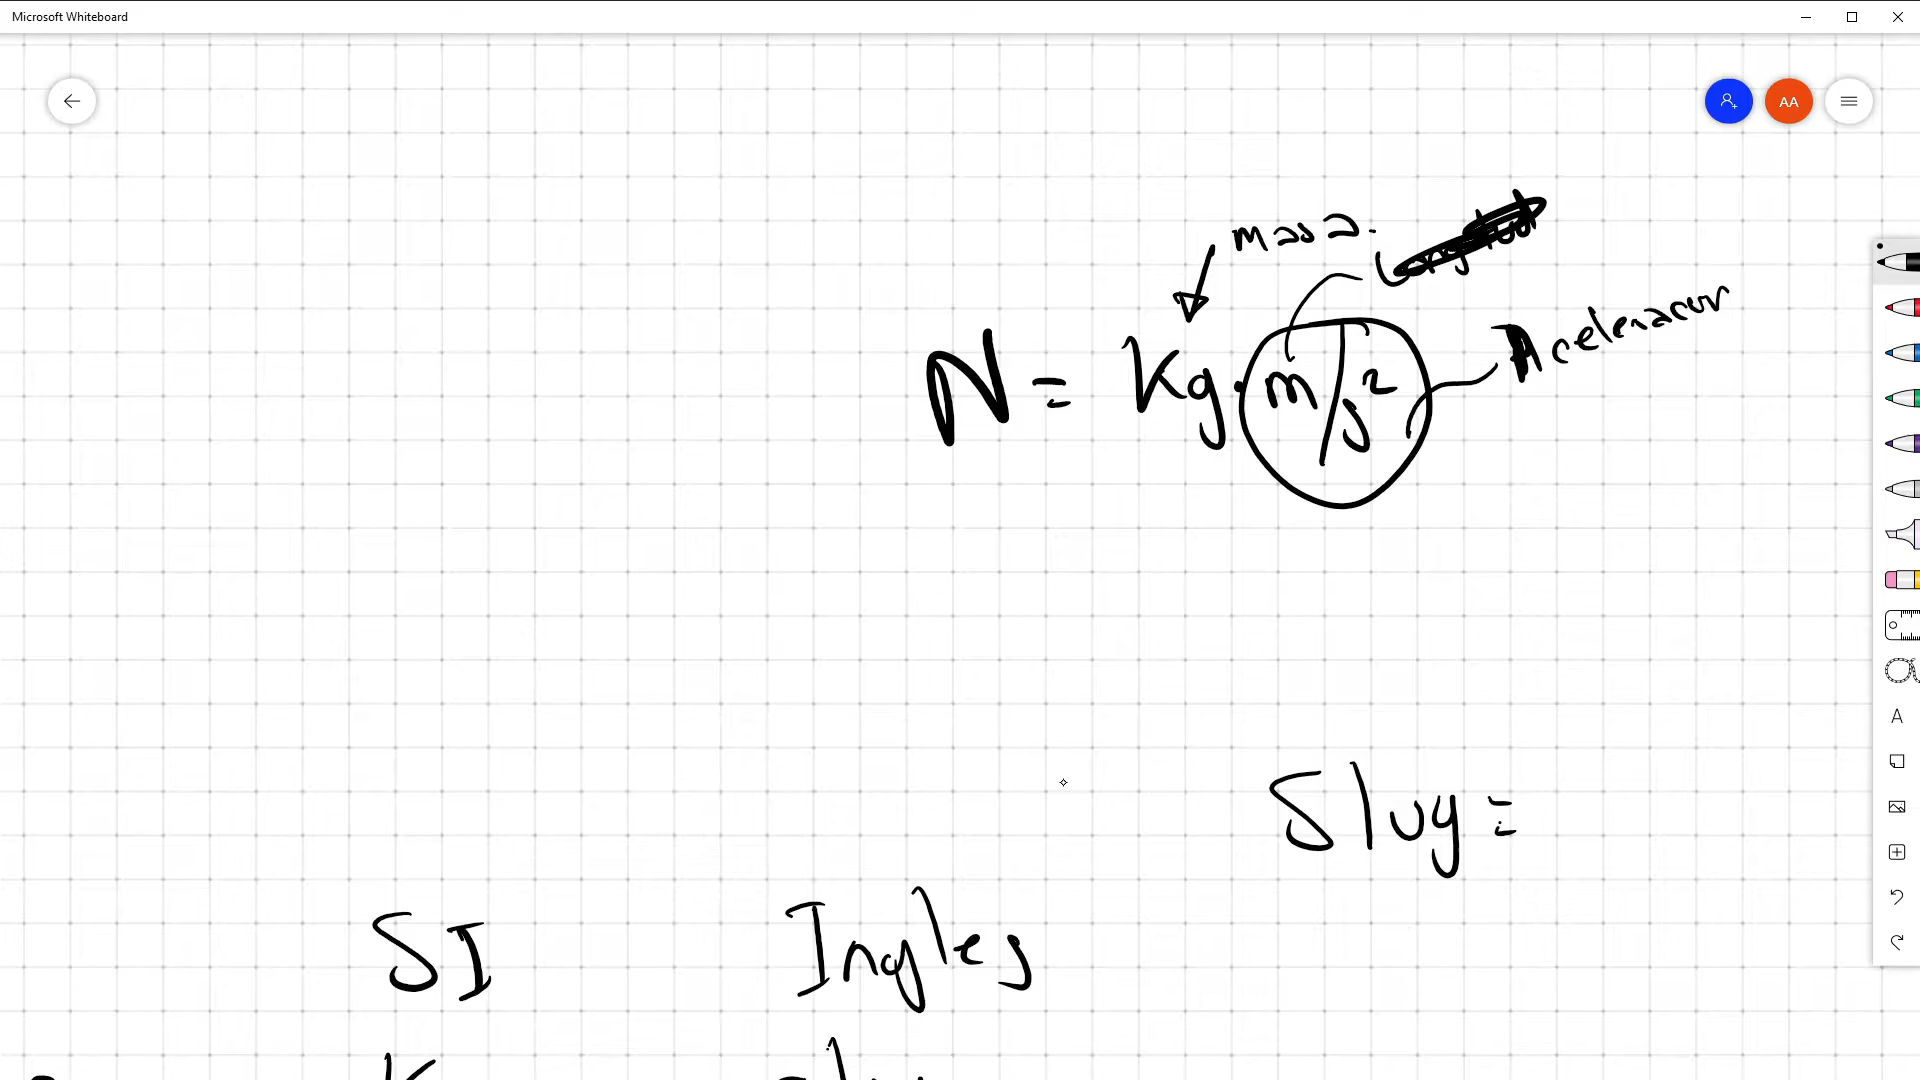 Microsoft Whiteboard
AA
masa.
Aceleracion
N = Kg · m/s²
Slug =
SI Ingles
A